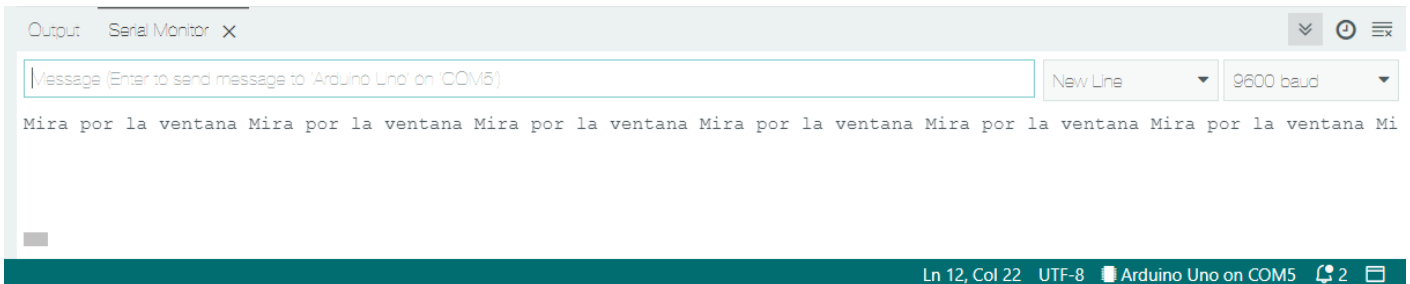 Output Serial Monitor X
Message (Enter to send message to 'Arduino Uno' on 'COM5') New Line 9600 baud
Mira por la ventana Mira por la ventana Mira por la ventana Mira por la ventana Mira por la ventana Mira por la ventana Mi
Ln 12, Col 22 UTF-8 Arduino Uno on COM5 2